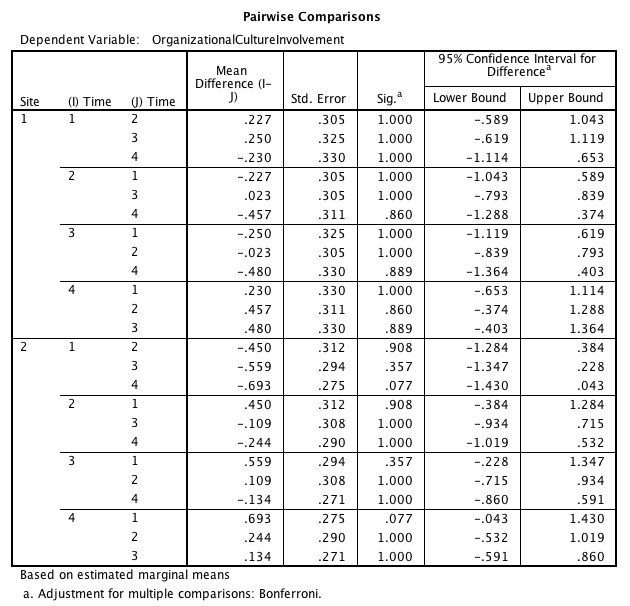 Pairwise Comparisons
Dependent Variable: OrganizationalCultureInvolvement
Site (I) Time (J) Time Mean Difference (I-J) Std. Error Sig.a 95% Confidence Interval for Differencea
Lower Bound Upper Bound
1 1 2 .227 .305 1.000 -.589 1.043
3 .250 .325 1.000 -.619 1.119
4 -.230 .330 1.000 -1.114 .653
2 1 -.227 .305 1.000 -1.043 .589
3 .023 .305 1.000 -.793 .839
4 -.457 .311 .860 -1.288 .374
3 1 -.250 .325 1.000 -1.119 .619
2 -.023 .305 1.000 -.839 .793
4 -.480 .330 .889 -1.364 .403
4 1 .230 .330 1.000 -.653 1.114
2 .457 .311 .860 -.374 1.288
3 .480 .330 .889 -.403 1.364
2 1 2 -.450 .312 .908 -1.284 .384
3 -.559 .294 .357 -1.347 .228
4 -.693 .275 .077 -1.430 .043
2 1 .450 .312 .908 -.384 1.284
3 -.109 .308 1.000 -.934 .715
4 -.244 .290 1.000 -1.019 .532
3 1 .559 .294 .357 -.228 1.347
2 .109 .308 1.000 -.715 .934
4 -.134 .271 1.000 -.860 .591
4 1 .693 .275 .077 -.043 1.430
2 .244 .290 1.000 -.532 1.019
3 .134 .271 1.000 -.591 .860
Based on estimated marginal means
a. Adjustment for multiple comparisons: Bonferroni.